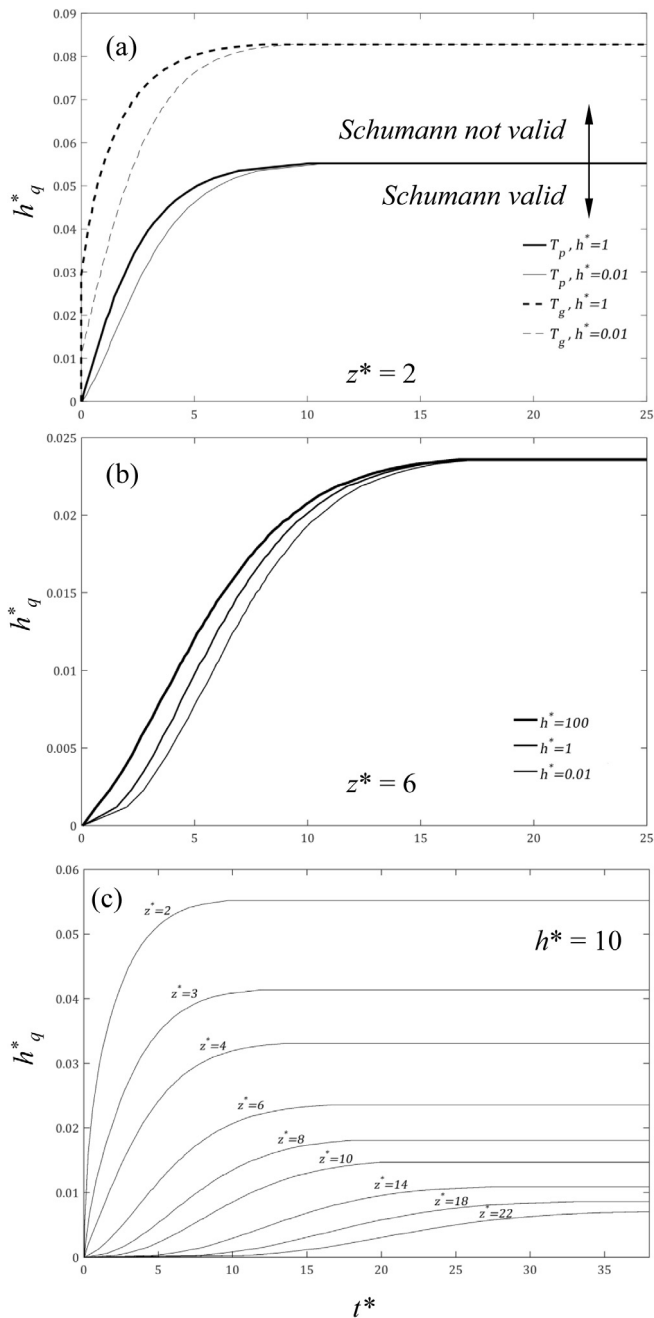 (a)
0.09
0.08
0.07
0.06
0.05
0.04
0.03
0.02
0.01
0
h*q
Schumann not valid
Schumann valid
Tp, h*=1
Tp, h*=0.01
Tg, h*=1
Tg, h*=0.01
z* = 2
0 5 10 15 20 25
(b)
0.025
0.02
0.015
0.01
0.005
0
h*q
h*=100
h*=1
h*=0.01
z* = 6
0 5 10 15 20 25
(c)
0.06
0.05
0.04
0.03
0.02
0.01
0
h*q
h* = 10
z*=2
z*=3
z*=4
z*=6
z*=8
z*=10
z*=14
z*=18
z*=22
0 5 10 15 20 25 30 35
t*